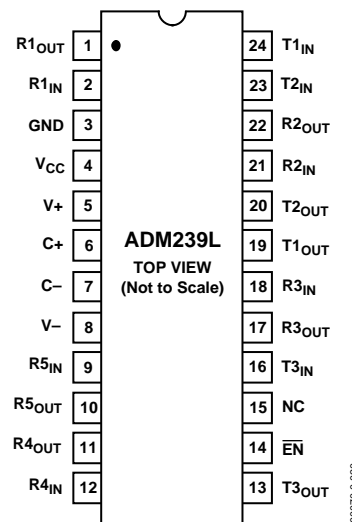 R1OUT 1 24 T1IN
R1IN 2 23 T2IN
GND 3 22 R2OUT
VCC 4 21 R2IN
V+ 5 20 T2OUT
C+ 6 19 T1OUT
C– 7 18 R3IN
V– 8 17 R3OUT
R5IN 9 16 T3IN
R5OUT 10 15 NC
R4OUT 11 14 EN
R4IN 12 13 T3OUT
ADM239L
TOP VIEW
(Not to Scale)